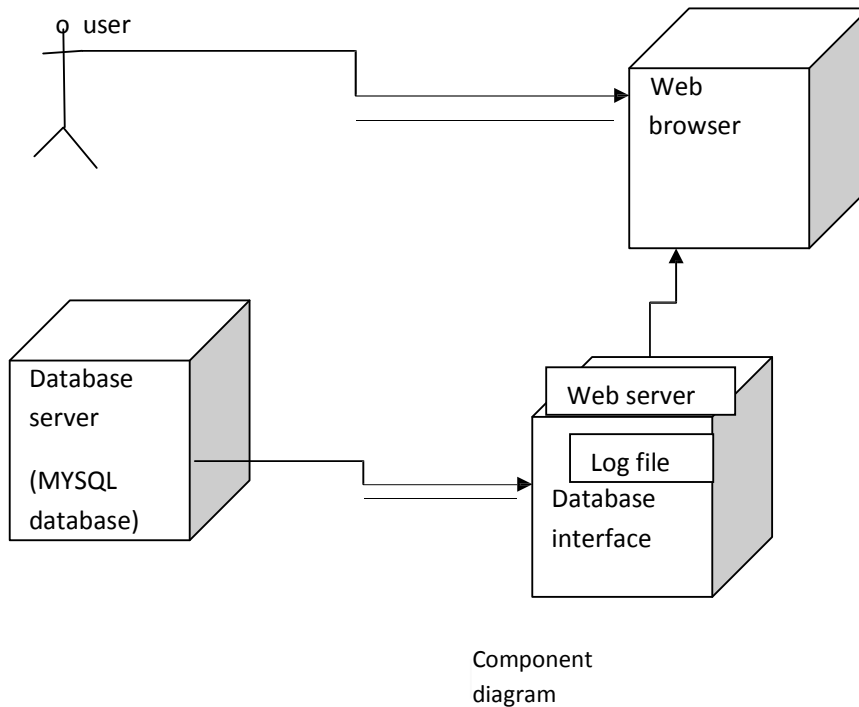 o user
Web
browser
Database
server
(MYSQL
database)
Web server
Log file
Database
interface
Component
diagram